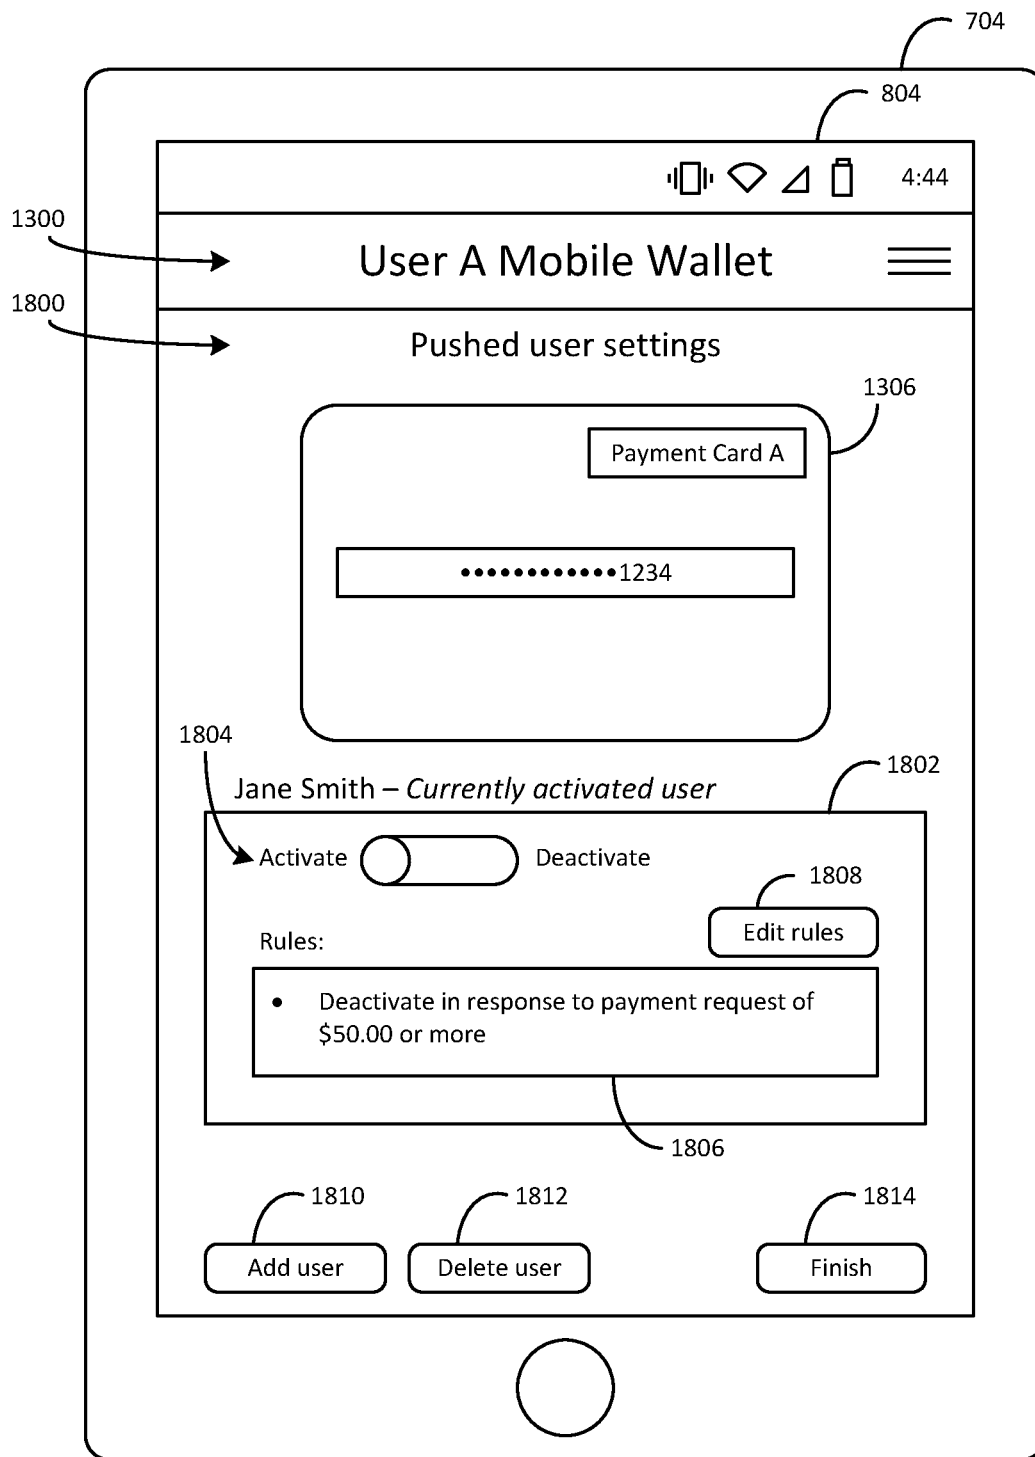 704
804
4:44
1300
User A Mobile Wallet
1800
Pushed user settings
1306
Payment Card A
••••••••••••1234
1804
1802
Jane Smith – Currently activated user
Activate Deactivate
1808
Edit rules
Rules:
• Deactivate in response to payment request of
$50.00 or more
1806
1810 1812 1814
Add user Delete user Finish